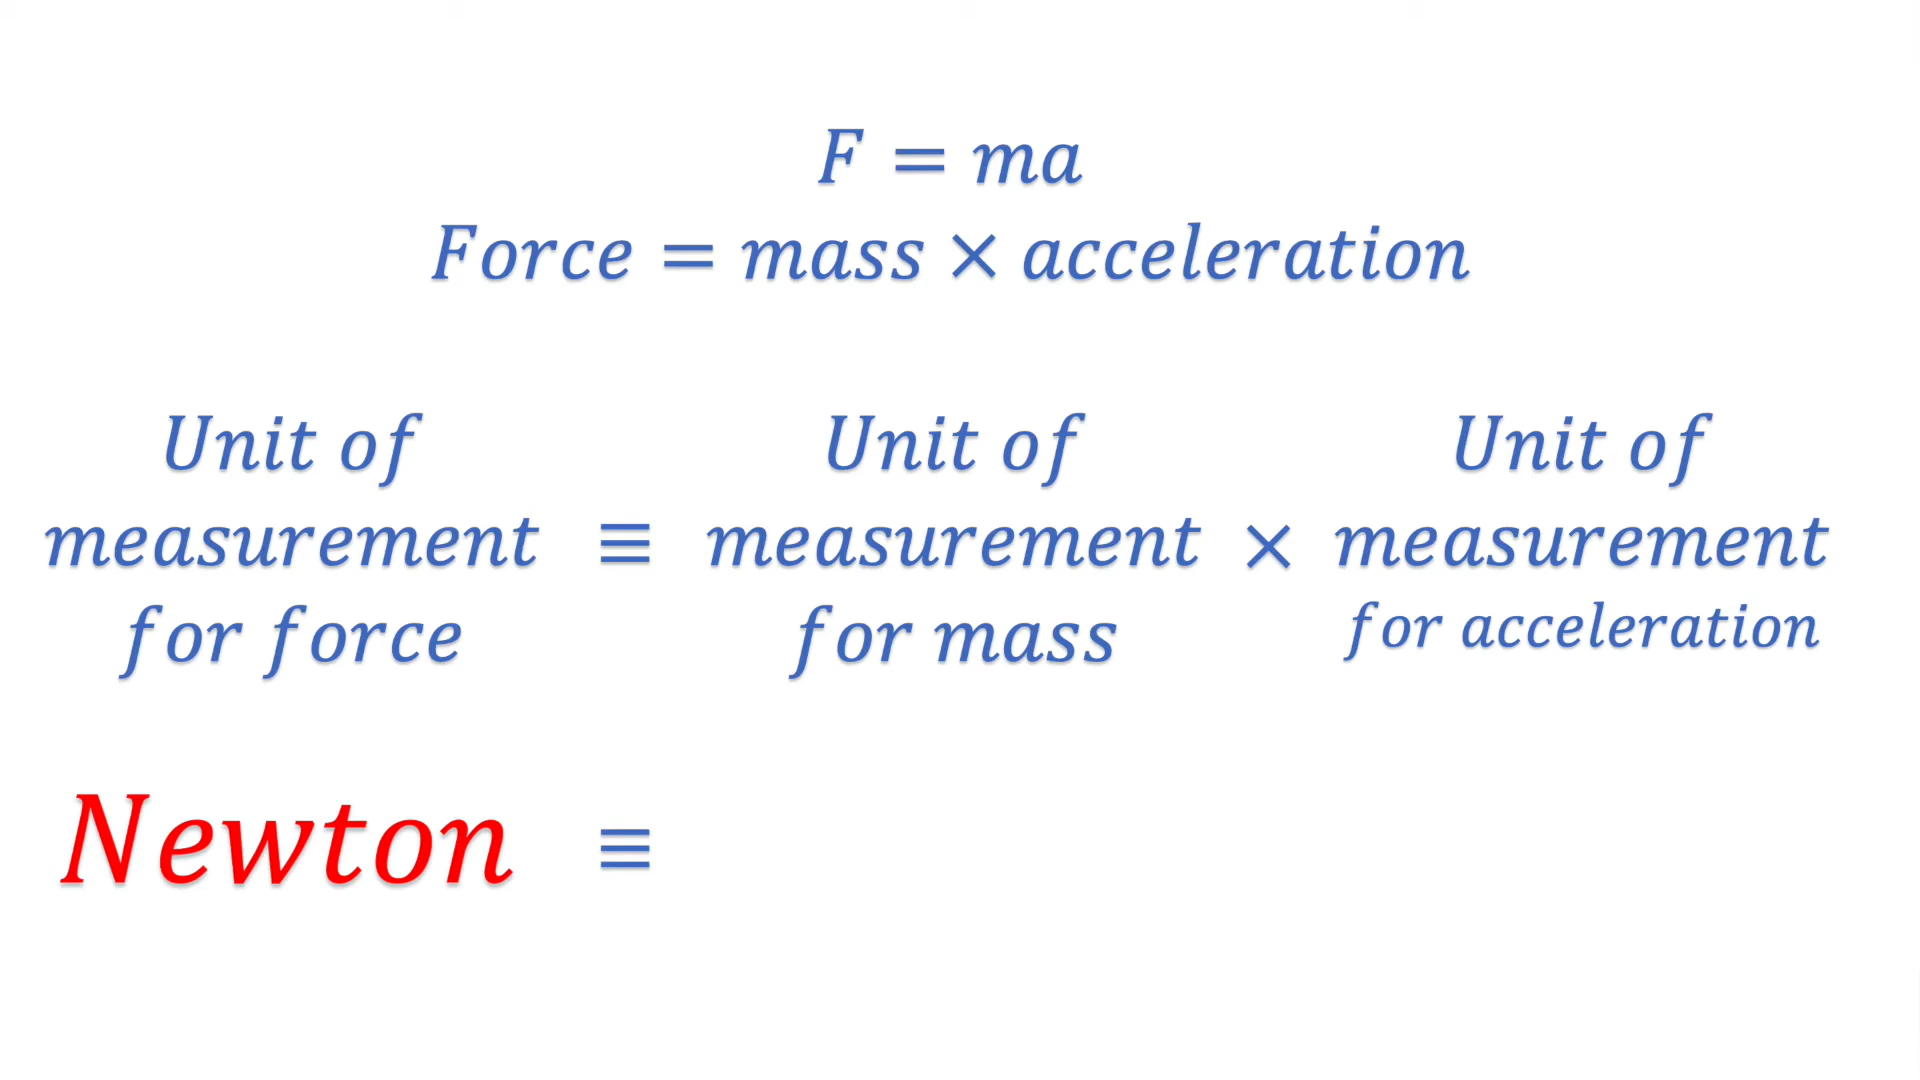 F = ma
Force = mass × acceleration
Unit of measurement for force ≡ Unit of measurement for mass × Unit of measurement for acceleration
Newton ≡